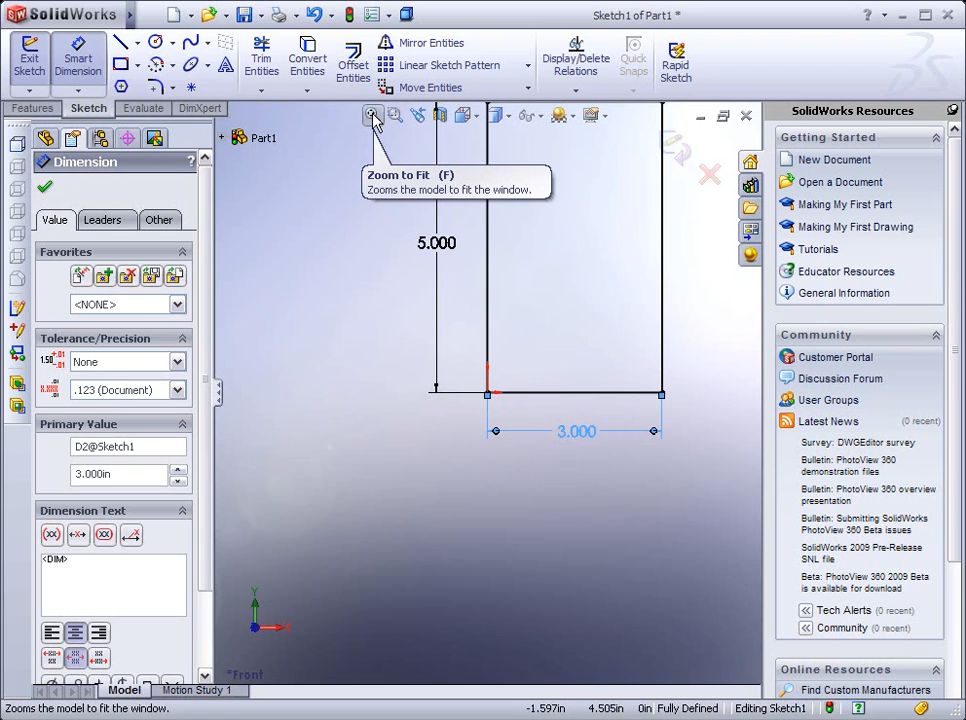 SolidWorks
Sketch1 of Part1 *
?
Exit
Sketch
Smart
Dimension
Trim
Entities
Convert
Entities
Offset
Entities
Mirror Entities
Linear Sketch Pattern
Move Entities
Display/Delete
Relations
Quick
Snaps
Rapid
Sketch
Features
Sketch
Evaluate
DimXpert
Part1
Zoom to Fit (F)
Zooms the model to fit the window.
Dimension
?
Value
Leaders
Other
Favorites
<NONE>
Tolerance/Precision
None
.123 (Document)
Primary Value
D2@Sketch1
3.000in
Dimension Text
<DIM>
5.000
3.000
Y
X
*Front
SolidWorks Resources
Getting Started
New Document
Open a Document
Making My First Part
Making My First Drawing
Tutorials
Educator Resources
General Information
Community
Customer Portal
Discussion Forum
User Groups
Latest News (0 recent)
Survey: DWGEditor survey
Bulletin: PhotoView 360
demonstration files
Bulletin: PhotoView 360 overview
presentation
Bulletin: Submitting SolidWorks
PhotoView 360 Beta issues
SolidWorks 2009 Pre-Release
SNL file
Beta: PhotoView 360 2009 Beta
is available for download
Tech Alerts (0 recent)
Community (0 recent)
Online Resources
Find Custom Manufacturers
Model
Motion Study 1
Zooms the model to fit the window.
-1.597in
4.505in
0in
Fully Defined
Editing Sketch1
?